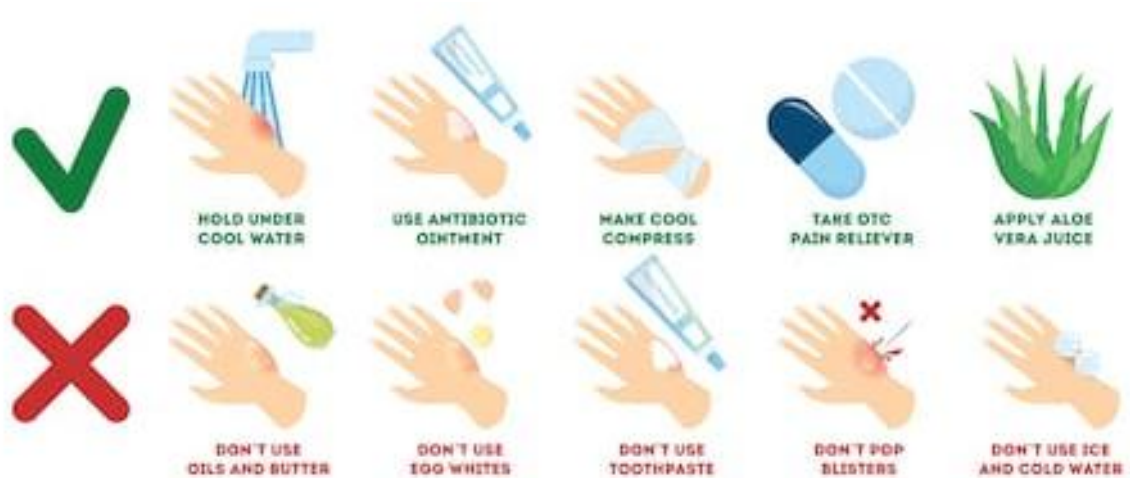 HOLD UNDER
COOL WATER
USE ANTIBIOTIC
OINTMENT
MAKE COOL
COMPRESS
TAKE OTC
PAIN RELIEVER
APPLY ALOE
VERA JUICE
DON'T USE
OILS AND BUTTER
DON'T USE
EGG WHITES
DON'T USE
TOOTHPASTE
DON'T POP
BLISTERS
DON'T USE ICE
AND COLD WATER